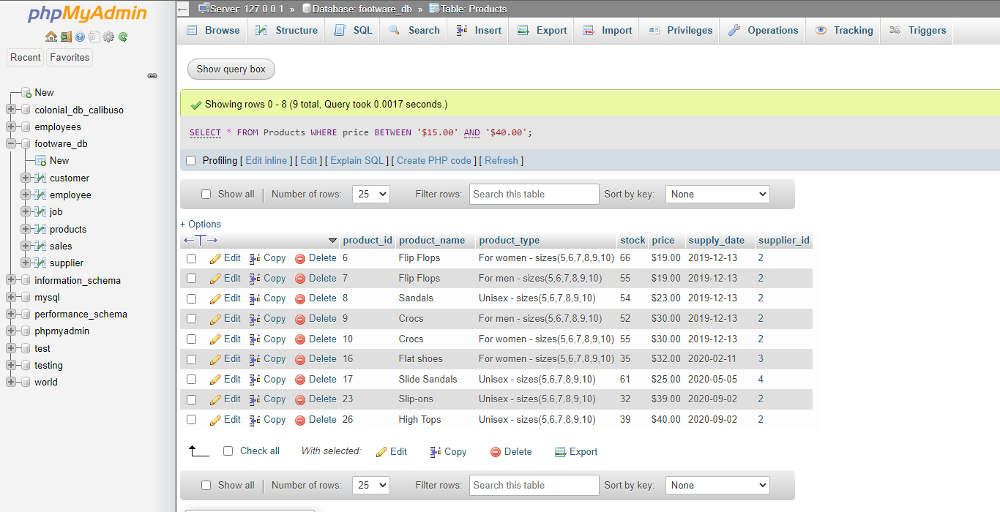 phpMyAdmin
Recent Favorites
New
colonial_db_calibuso
employees
footware_db
New
customer
employee
job
products
sales
supplier
information_schema
mysql
performance_schema
phpmyadmin
test
testing
world
← Server: 127.0.0.1 » Database: footware_db » Table: Products
Browse Structure SQL Search Insert Export Import Privileges Operations Tracking Triggers
Show query box
Showing rows 0 - 8 (9 total, Query took 0.0017 seconds.)
SELECT * FROM Products WHERE price BETWEEN '$15.00' AND '$40.00';
Profiling [ Edit inline ] [ Edit ] [ Explain SQL ] [ Create PHP code ] [ Refresh ]
Show all | Number of rows: 25 Filter rows: Search this table Sort by key: None
+ Options
←T→ product_id product_name product_type stock price supply_date supplier_id
Edit Copy Delete 6 Flip Flops For women - sizes(5,6,7,8,9,10) 66 $19.00 2019-12-13 2
Edit Copy Delete 7 Flip Flops For men - sizes(5,6,7,8,9,10) 55 $19.00 2019-12-13 2
Edit Copy Delete 8 Sandals Unisex - sizes(5,6,7,8,9,10) 54 $23.00 2019-12-13 2
Edit Copy Delete 9 Crocs For men - sizes(5,6,7,8,9,10) 52 $30.00 2019-12-13 2
Edit Copy Delete 10 Crocs For women - sizes(5,6,7,8,9,10) 55 $30.00 2019-12-13 2
Edit Copy Delete 16 Flat shoes For women - sizes(5,6,7,8,9,10) 35 $32.00 2020-02-11 3
Edit Copy Delete 17 Slide Sandals Unisex - sizes(5,6,7,8,9,10) 61 $25.00 2020-05-05 4
Edit Copy Delete 23 Slip-ons Unisex - sizes(5,6,7,8,9,10) 32 $39.00 2020-09-02 2
Edit Copy Delete 26 High Tops Unisex - sizes(5,6,7,8,9,10) 39 $40.00 2020-09-02 2
Check all With selected: Edit Copy Delete Export
Show all | Number of rows: 25 Filter rows: Search this table Sort by key: None